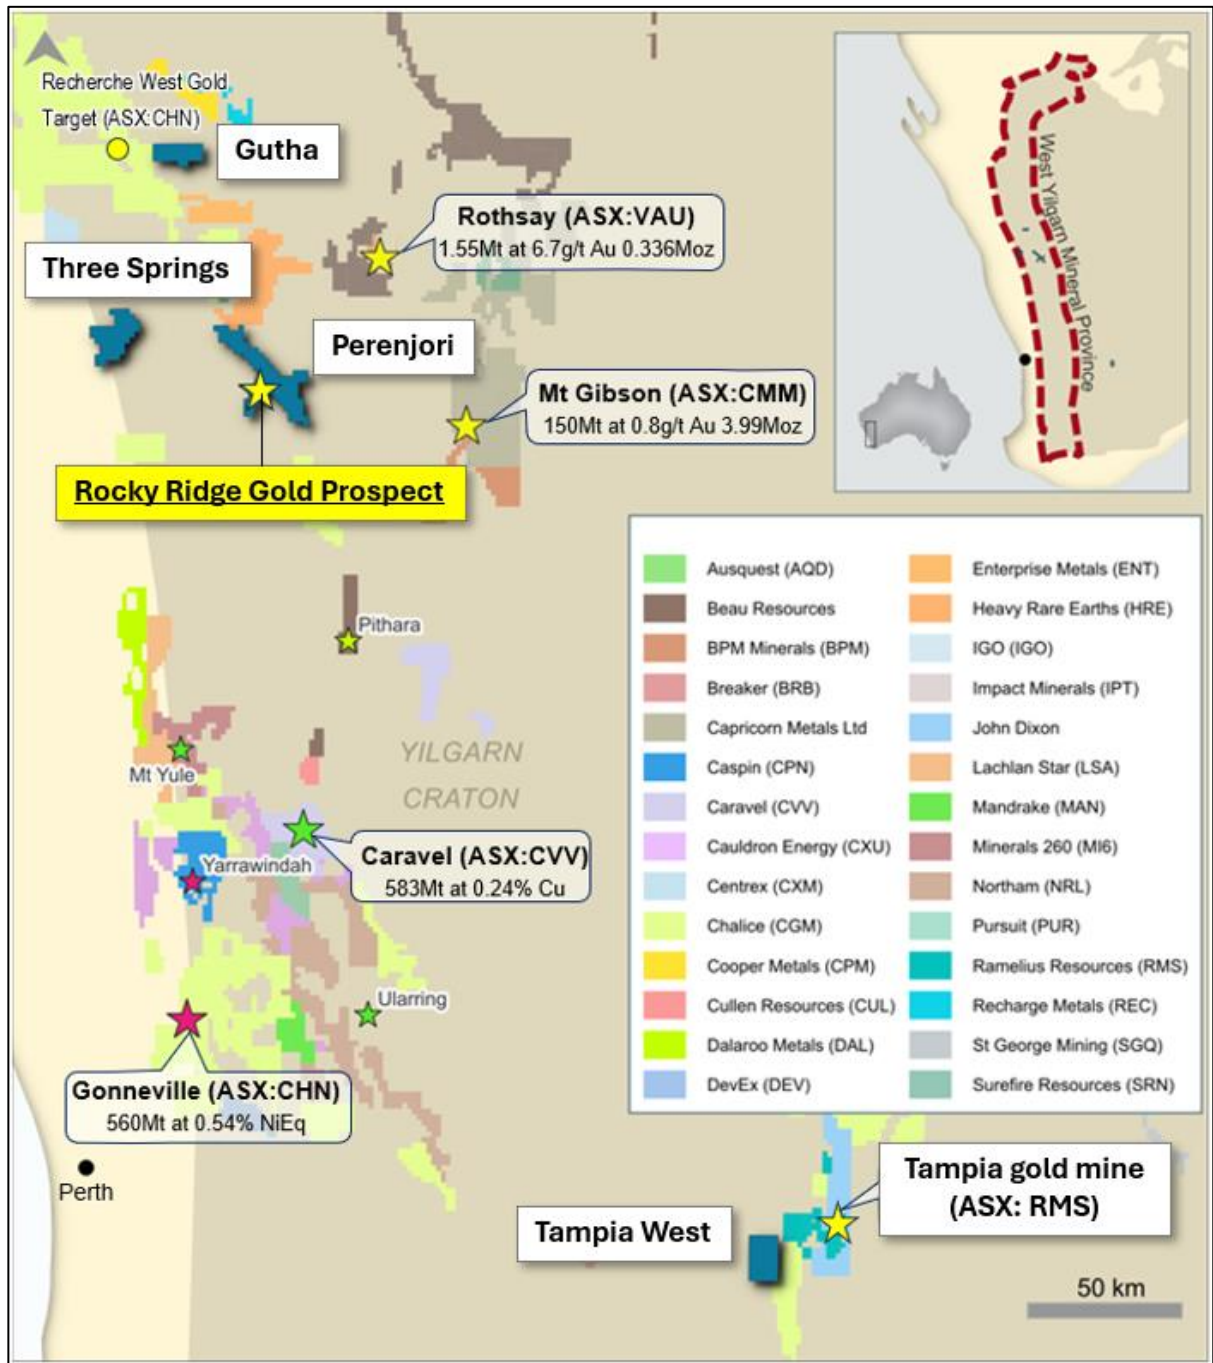 Recherche West Gold
Target (ASX:CHN)
Gutha
Rothsay (ASX:VAU)
1.55Mt at 6.7g/t Au 0.336Moz
Three Springs
Perenjori
Mt Gibson (ASX:CMM)
150Mt at 0.8g/t Au 3.99Moz
Rocky Ridge Gold Prospect
West Yilgarn Mineral Province
Pithara
YILGARN
CRATON
Mt Yule
Caravel (ASX:CVV)
583Mt at 0.24% Cu
Yarrawindah
Ularring
Gonneville (ASX:CHN)
560Mt at 0.54% NiEq
Perth
Ausquest (AQD)
Beau Resources
BPM Minerals (BPM)
Breaker (BRB)
Capricorn Metals Ltd
Caspin (CPN)
Caravel (CVV)
Cauldron Energy (CXU)
Centrex (CXM)
Chalice (CGM)
Cooper Metals (CPM)
Cullen Resources (CUL)
Dalaroo Metals (DAL)
DevEx (DEV)
Enterprise Metals (ENT)
Heavy Rare Earths (HRE)
IGO (IGO)
Impact Minerals (IPT)
John Dixon
Lachlan Star (LSA)
Mandrake (MAN)
Minerals 260 (MI6)
Northam (NRL)
Pursuit (PUR)
Ramelius Resources (RMS)
Recharge Metals (REC)
St George Mining (SGQ)
Surefire Resources (SRN)
Tampia gold mine
(ASX: RMS)
Tampia West
50 km